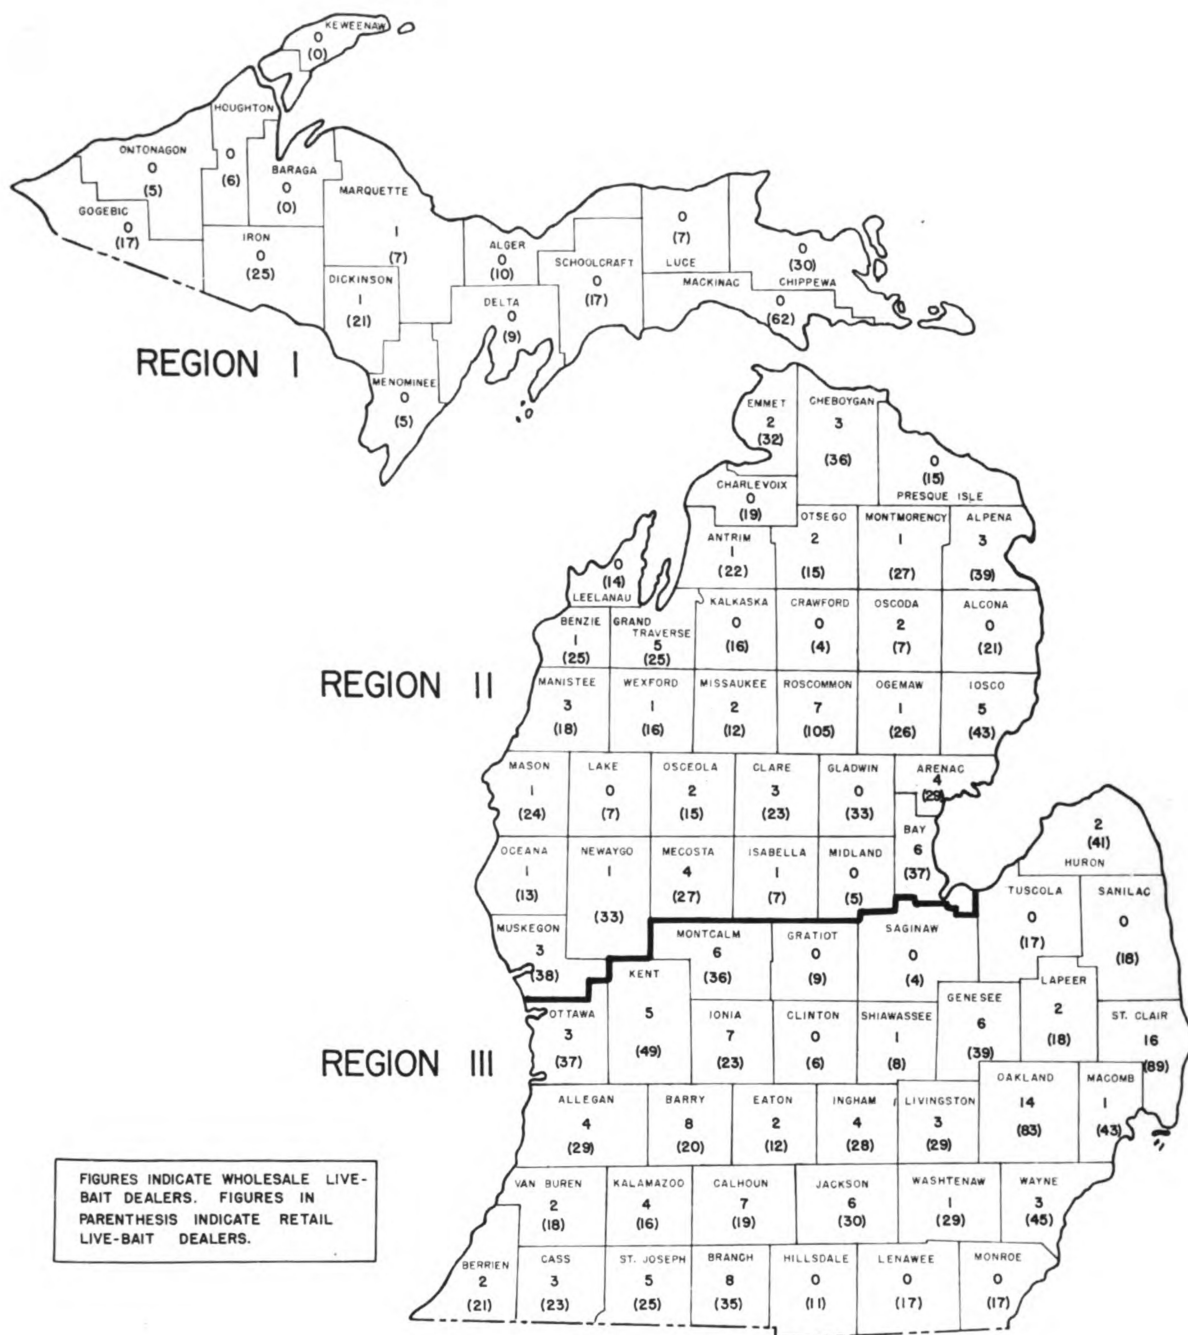 KEWEENAW
0
(0)
HOUGHTON
0
(6)
ONTONAGON
0
(5)
BARAGA
0
(0)
MARQUETTE
1
(7)
GOGEBIC
0
(17)
IRON
0
(25)
DICKINSON
1
(21)
ALGER
0
(10)
SCHOOLCRAFT
0
(17)
0
(7)
LUCE
0
(30)
CHIPPEWA
MACKINAC
0
(62)
DELTA
0
(9)
MENOMINEE
0
(5)
REGION I
EMMET
2
(32)
CHEBOYGAN
3
(36)
0
(15)
PRESQUE ISLE
CHARLEVOIX
0
(19)
ANTRIM
1
(22)
OTSEGO
2
(15)
MONTMORENCY
1
(27)
ALPENA
3
(39)
0
(14)
LEELANAU
BENZIE
1
(25)
GRAND
TRAVERSE
5
(25)
KALKASKA
0
(16)
CRAWFORD
0
(4)
OSCODA
2
(7)
ALCONA
0
(21)
REGION II
MANISTEE
3
(18)
WEXFORD
1
(16)
MISSAUKEE
2
(12)
ROSCOMMON
7
(105)
OGEMAW
1
(26)
IOSCO
5
(43)
MASON
1
(24)
LAKE
0
(7)
OSCEOLA
2
(15)
CLARE
3
(23)
GLADWIN
0
(33)
ARENAC
4
(29)
OCEANA
1
(13)
NEWAYGO
1
(33)
MECOSTA
4
(27)
ISABELLA
1
(7)
MIDLAND
0
(5)
BAY
6
(37)
2
(41)
HURON
MUSKEGON
3
(38)
MONTCALM
6
(36)
GRATIOT
0
(9)
SAGINAW
0
(4)
TUSCOLA
0
(17)
SANILAC
0
(18)
REGION III
OTTAWA
3
(37)
KENT
5
(49)
IONIA
7
(23)
CLINTON
0
(6)
SHIAWASSEE
1
(8)
GENESEE
6
(39)
LAPEER
2
(18)
ST. CLAIR
16
(89)
ALLEGAN
4
(29)
BARRY
8
(20)
EATON
2
(12)
INGHAM
4
(28)
LIVINGSTON
3
(29)
OAKLAND
14
(83)
MACOMB
1
(43)
VAN BUREN
2
(18)
KALAMAZOO
4
(16)
CALHOUN
7
(19)
JACKSON
6
(30)
WASHTENAW
1
(29)
WAYNE
3
(45)
BERRIEN
2
(21)
CASS
3
(23)
ST. JOSEPH
5
(25)
BRANCH
8
(35)
HILLSDALE
0
(11)
LENAWEE
0
(17)
MONROE
0
(17)
FIGURES INDICATE WHOLESALE LIVE-
BAIT DEALERS. FIGURES IN
PARENTHESIS INDICATE RETAIL
LIVE-BAIT DEALERS.